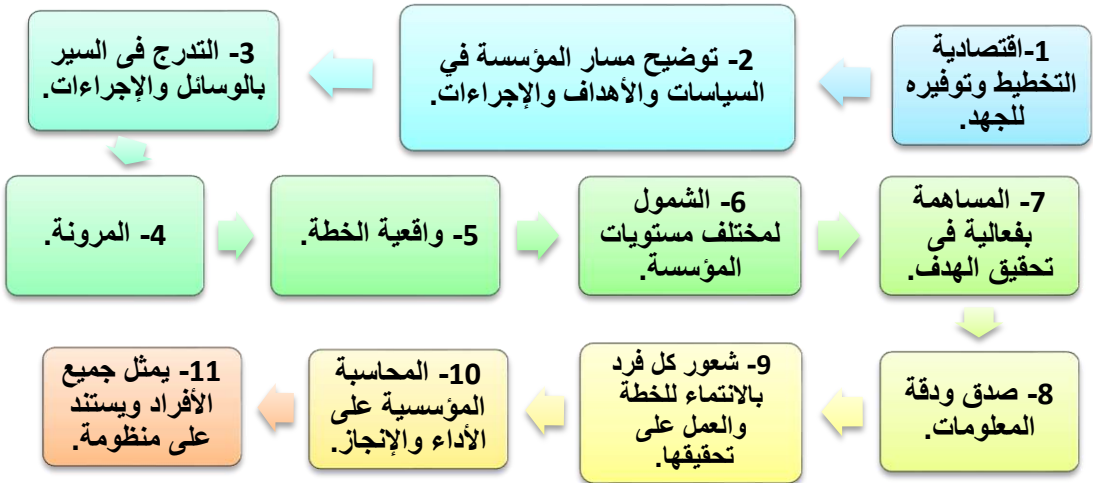 1-اقتصادية
التخطيط وتوفيره
للجهد.
2- توضيح مسار المؤسسة في
السياسات والأهداف والإجراءات.
3- التدرج فى السير
بالوسائل والإجراءات.
4- المرونة.
5- واقعية الخطة.
6- الشمول
لمختلف مستويات
المؤسسة.
7- المساهمة
بفعالية فى
تحقيق الهدف.
8- صدق ودقة
المعلومات.
9- شعور كل فرد
بالانتماء للخطة
والعمل على
تحقيقها.
10- المحاسبة
المؤسسية على
الأداء والإنجاز.
11- يمثل جميع
الأفراد ويستند
على منظومة.